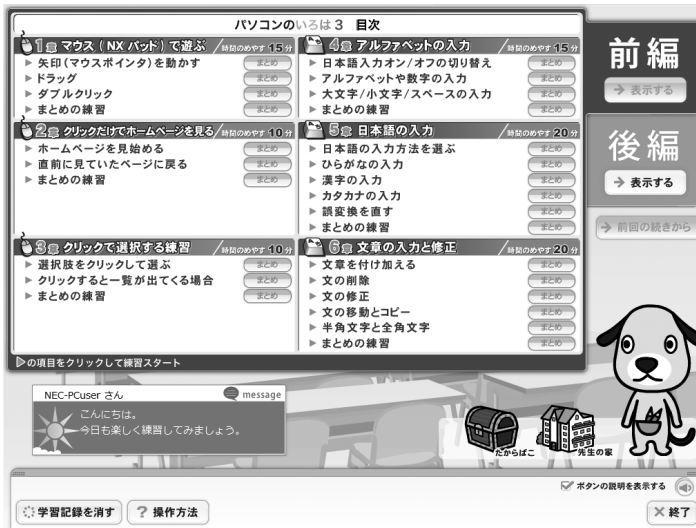 パソコンのいろは3 目次
1章 マウス(NXパッド)で遊ぶ 時間のめやす15分
矢印(マウスポインタ)を動かす まとめ
ドラッグ まとめ
ダブルクリック まとめ
まとめの練習 まとめ
2章 クリックだけでホームページを見る 時間のめやす10分
ホームページを見始める まとめ
直前に見ていたページに戻る まとめ
まとめの練習 まとめ
3章 クリックで選択する練習 時間のめやす10分
選択肢をクリックして選ぶ まとめ
クリックすると一覧が出てくる場合 まとめ
まとめの練習 まとめ
4章 アルファベットの入力 時間のめやす15分
日本語入力オン/オフの切り替え まとめ
アルファベットや数字の入力 まとめ
大文字/小文字/スペースの入力 まとめ
まとめの練習 まとめ
5章 日本語の入力 時間のめやす20分
日本語の入力方法を選ぶ まとめ
ひらがなの入力 まとめ
漢字の入力 まとめ
カタカナの入力 まとめ
誤変換を直す まとめ
まとめの練習 まとめ
6章 文章の入力と修正 時間のめやす20分
文章を付け加える まとめ
文の削除 まとめ
文の修正 まとめ
文の移動とコピー まとめ
半角文字と全角文字 まとめ
まとめの練習 まとめ
▷の項目をクリックして練習スタート
前編
表示する
後編
表示する
前回の続きから
NEC-PCuser さん message
こんにちは。
今日も楽しく練習してみましょう。
たからばこ
先生の家
ボタンの説明を表示する
学習記録を消す
? 操作方法
×終了